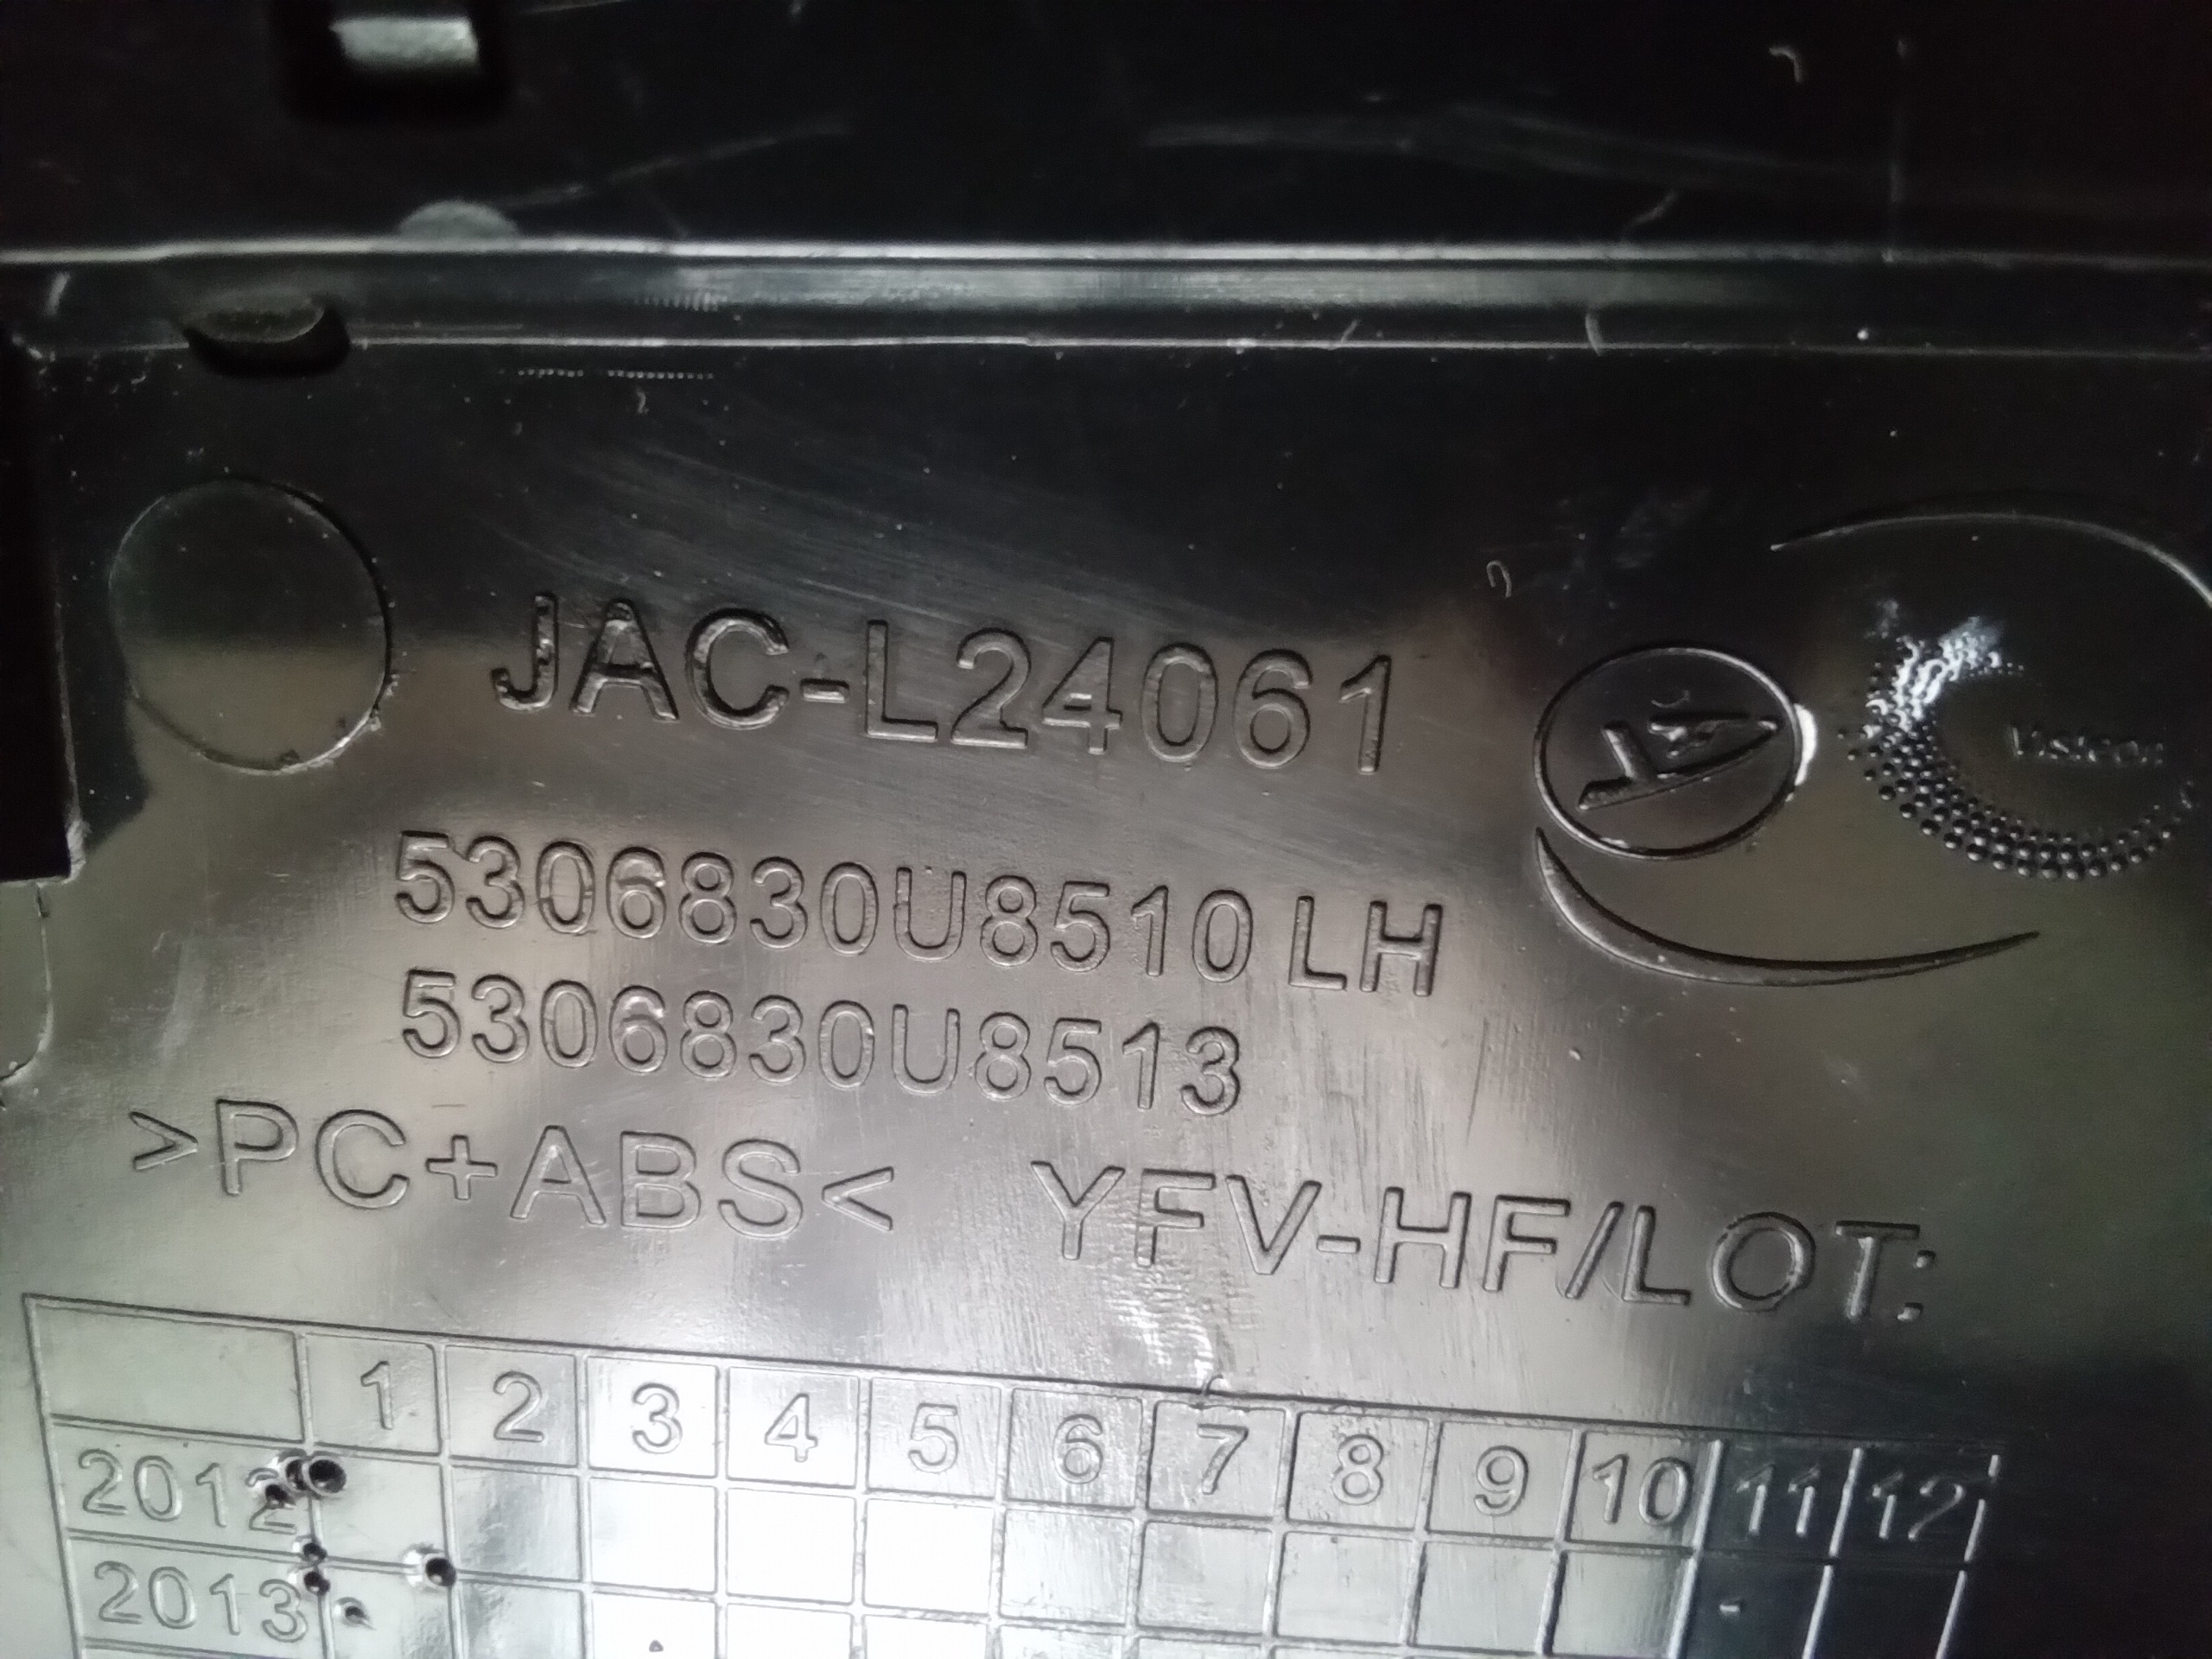 JAC-L24061
Visteon
5306830U8510 LH
5306830U8513
>PC+ABS< YFV-HF/LOT:
1 2 3 4 5 6 7 8 9 10 11 12
2012
2013